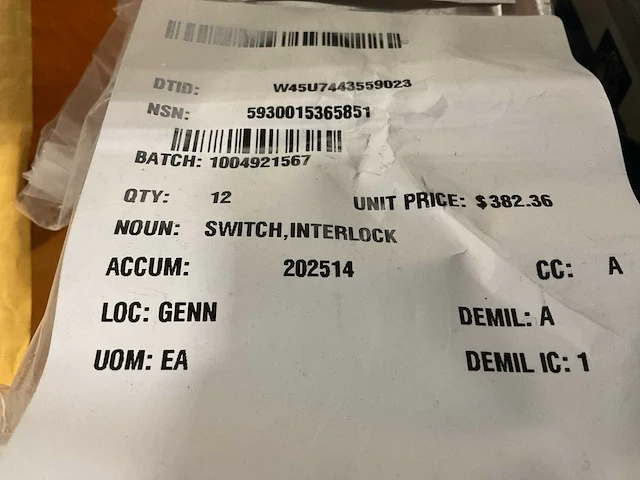 DTID: W45U7443559023
NSN: 5930015365851
BATCH: 1004921567
QTY: 12 UNIT PRICE: $382.36
NOUN: SWITCH,INTERLOCK
ACCUM: 202514 CC: A
LOC: GENN DEMIL: A
UOM: EA DEMIL IC: 1